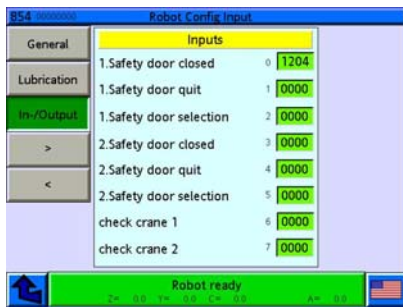 854 00000000 Robot Config Input
General
Lubrication
In-/Output
>
<
Inputs
1.Safety door closed 0 1204
1.Safety door quit 1 0000
1.Safety door selection 2 0000
2.Safety door closed 3 0000
2.Safety door quit 4 0000
2.Safety door selection 5 0000
check crane 1 6 0000
check crane 2 7 0000
Robot ready
Z= 0.0 Y= 0.0 C= 0.0 A= 0.0